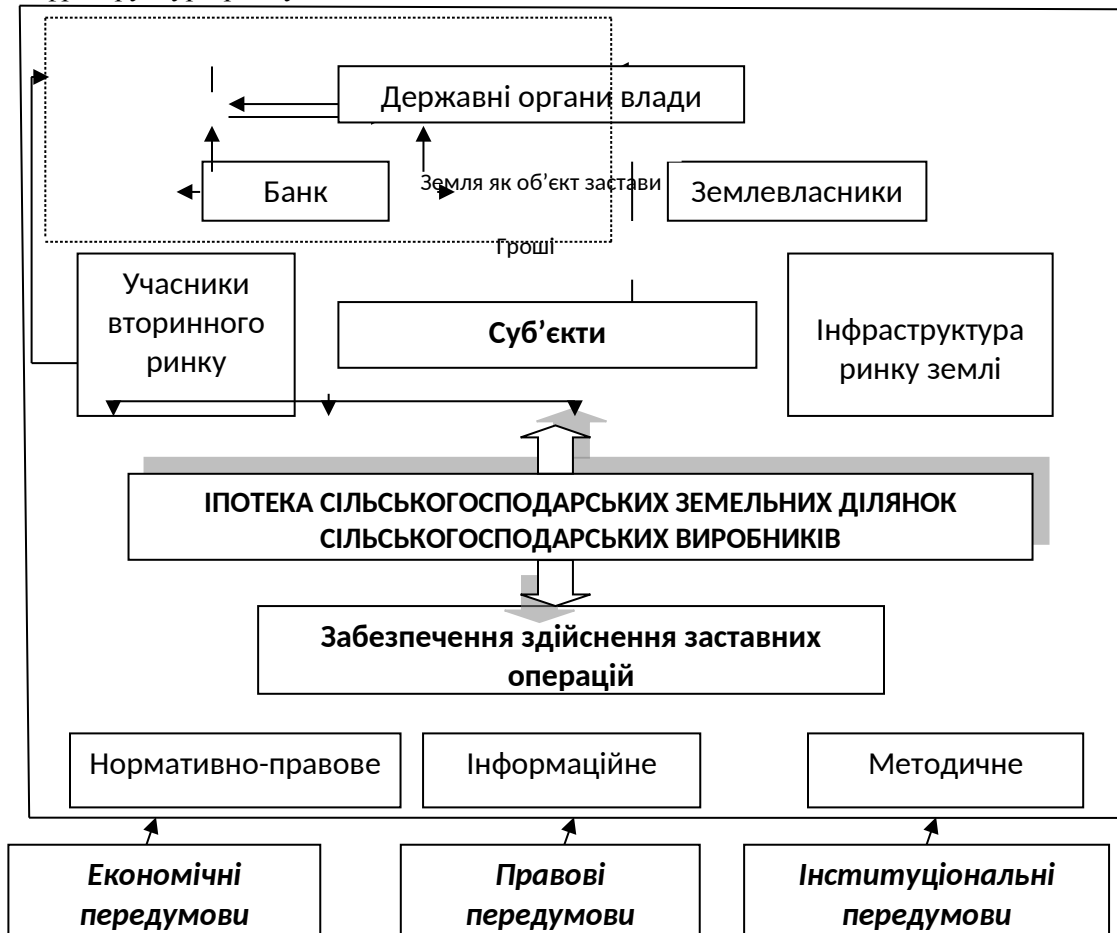 Державні органи влади
Банк
Земля як об’єкт застави
Землевласники
Гроші
Учасники
вторинного
ринку
Суб’єкти
Інфраструктура
ринку землі
ІПОТЕКА СІЛЬСЬКОГОСПОДАРСЬКИХ ЗЕМЕЛЬНИХ ДІЛЯНОК
СІЛЬСЬКОГОСПОДАРСЬКИХ ВИРОБНИКІВ
Забезпечення здійснення заставних
операцій
Нормативно-правове
Інформаційне
Методичне
Економічні
передумови
Правові
передумови
Інституціональні
передумови